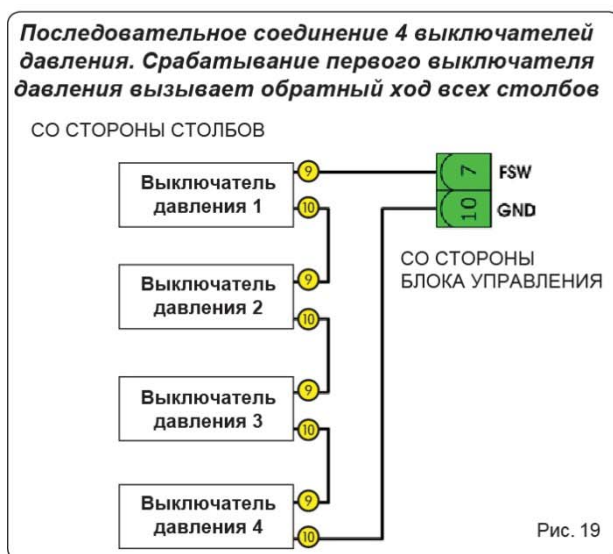 Последовательное соединение 4 выключателей
давления. Срабатывание первого выключателя
давления вызывает обратный ход всех столбов
СО СТОРОНЫ СТОЛБОВ
Выключатель
давления 1
9
10
7 FSW
10 GND
СО СТОРОНЫ
БЛОКА УПРАВЛЕНИЯ
Выключатель
давления 2
9
10
Выключатель
давления 3
9
10
Выключатель
давления 4
9
10
Рис. 19